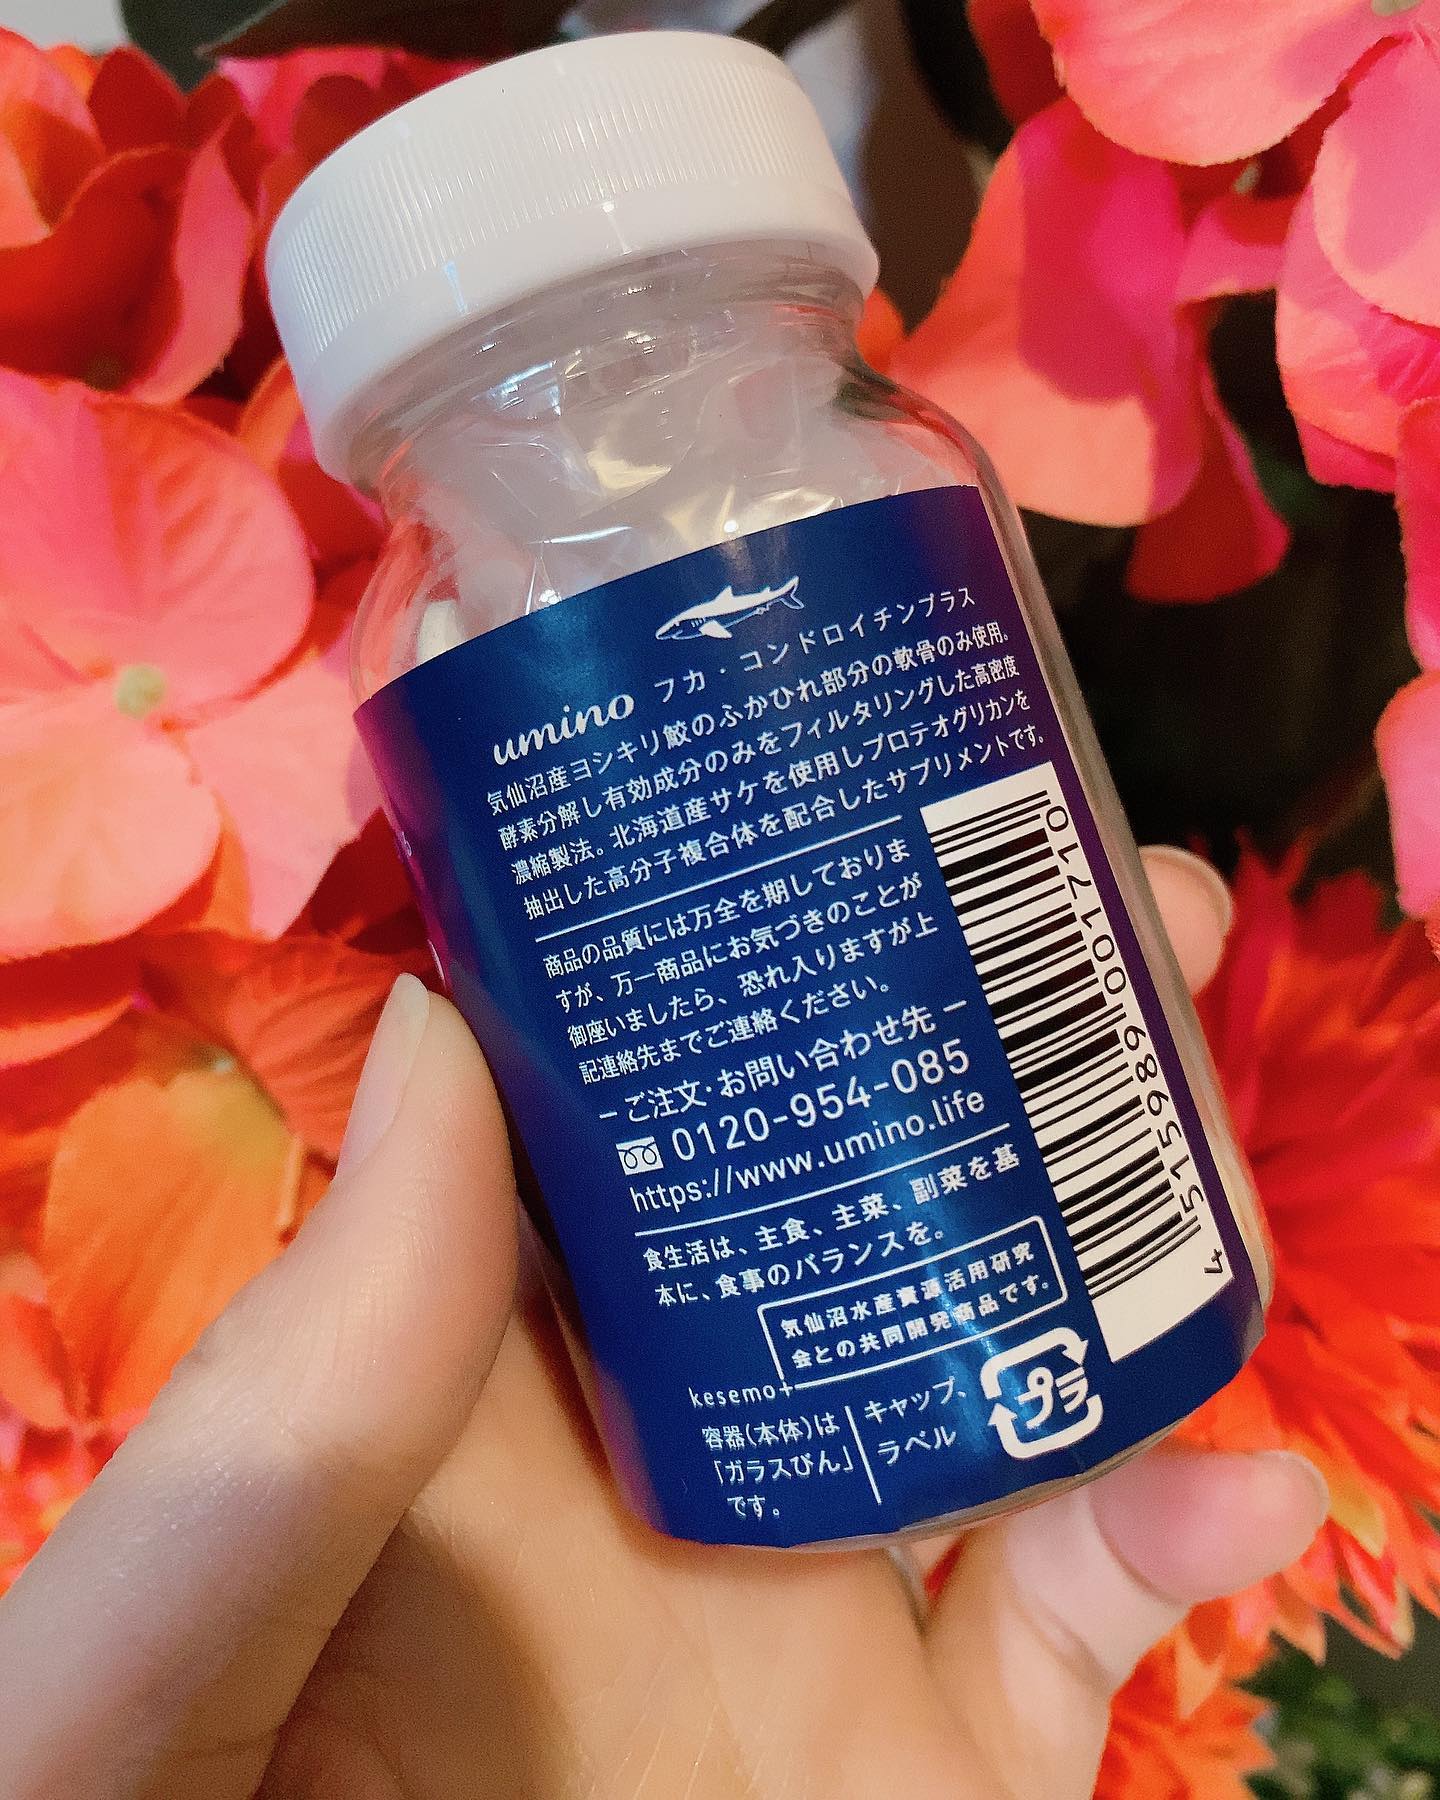 umino フカ・コンドロイチンプラス
気仙沼産ヨシキリ鮫のふかひれ部分の軟骨のみ使用。
酵素分解し有効成分のみをフィルタリングした高密度
濃縮製法。北海道産サケを使用しプロテオグリカンを
抽出した高分子複合体を配合したサプリメントです。
商品の品質には万全を期しておりま
すが、万一商品にお気づきのことが
御座いましたら、恐れ入りますが上
記連絡先までご連絡ください。
− ご注文・お問い合わせ先 −
0120-954-085
https://www.umino.life
食生活は、主食、主菜、副菜を基
本に、食事のバランスを。
気仙沼水産資源活用研究
会との共同開発商品です。
kesemo+
容器(本体)は
「ガラスびん」
です。
キャップ、
ラベル
プラ
4 515989 001710